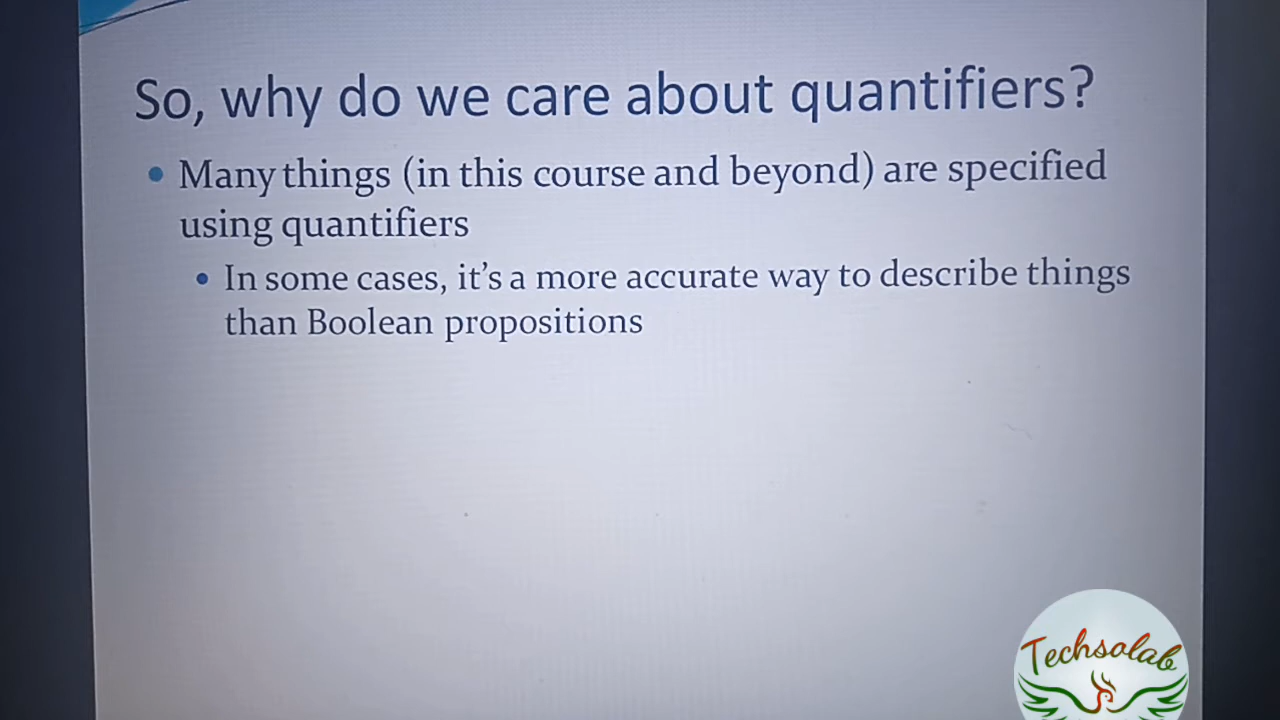 So, why do we care about quantifiers?
• Many things (in this course and beyond) are specified
using quantifiers
• In some cases, it's a more accurate way to describe things
than Boolean propositions
Techsolab